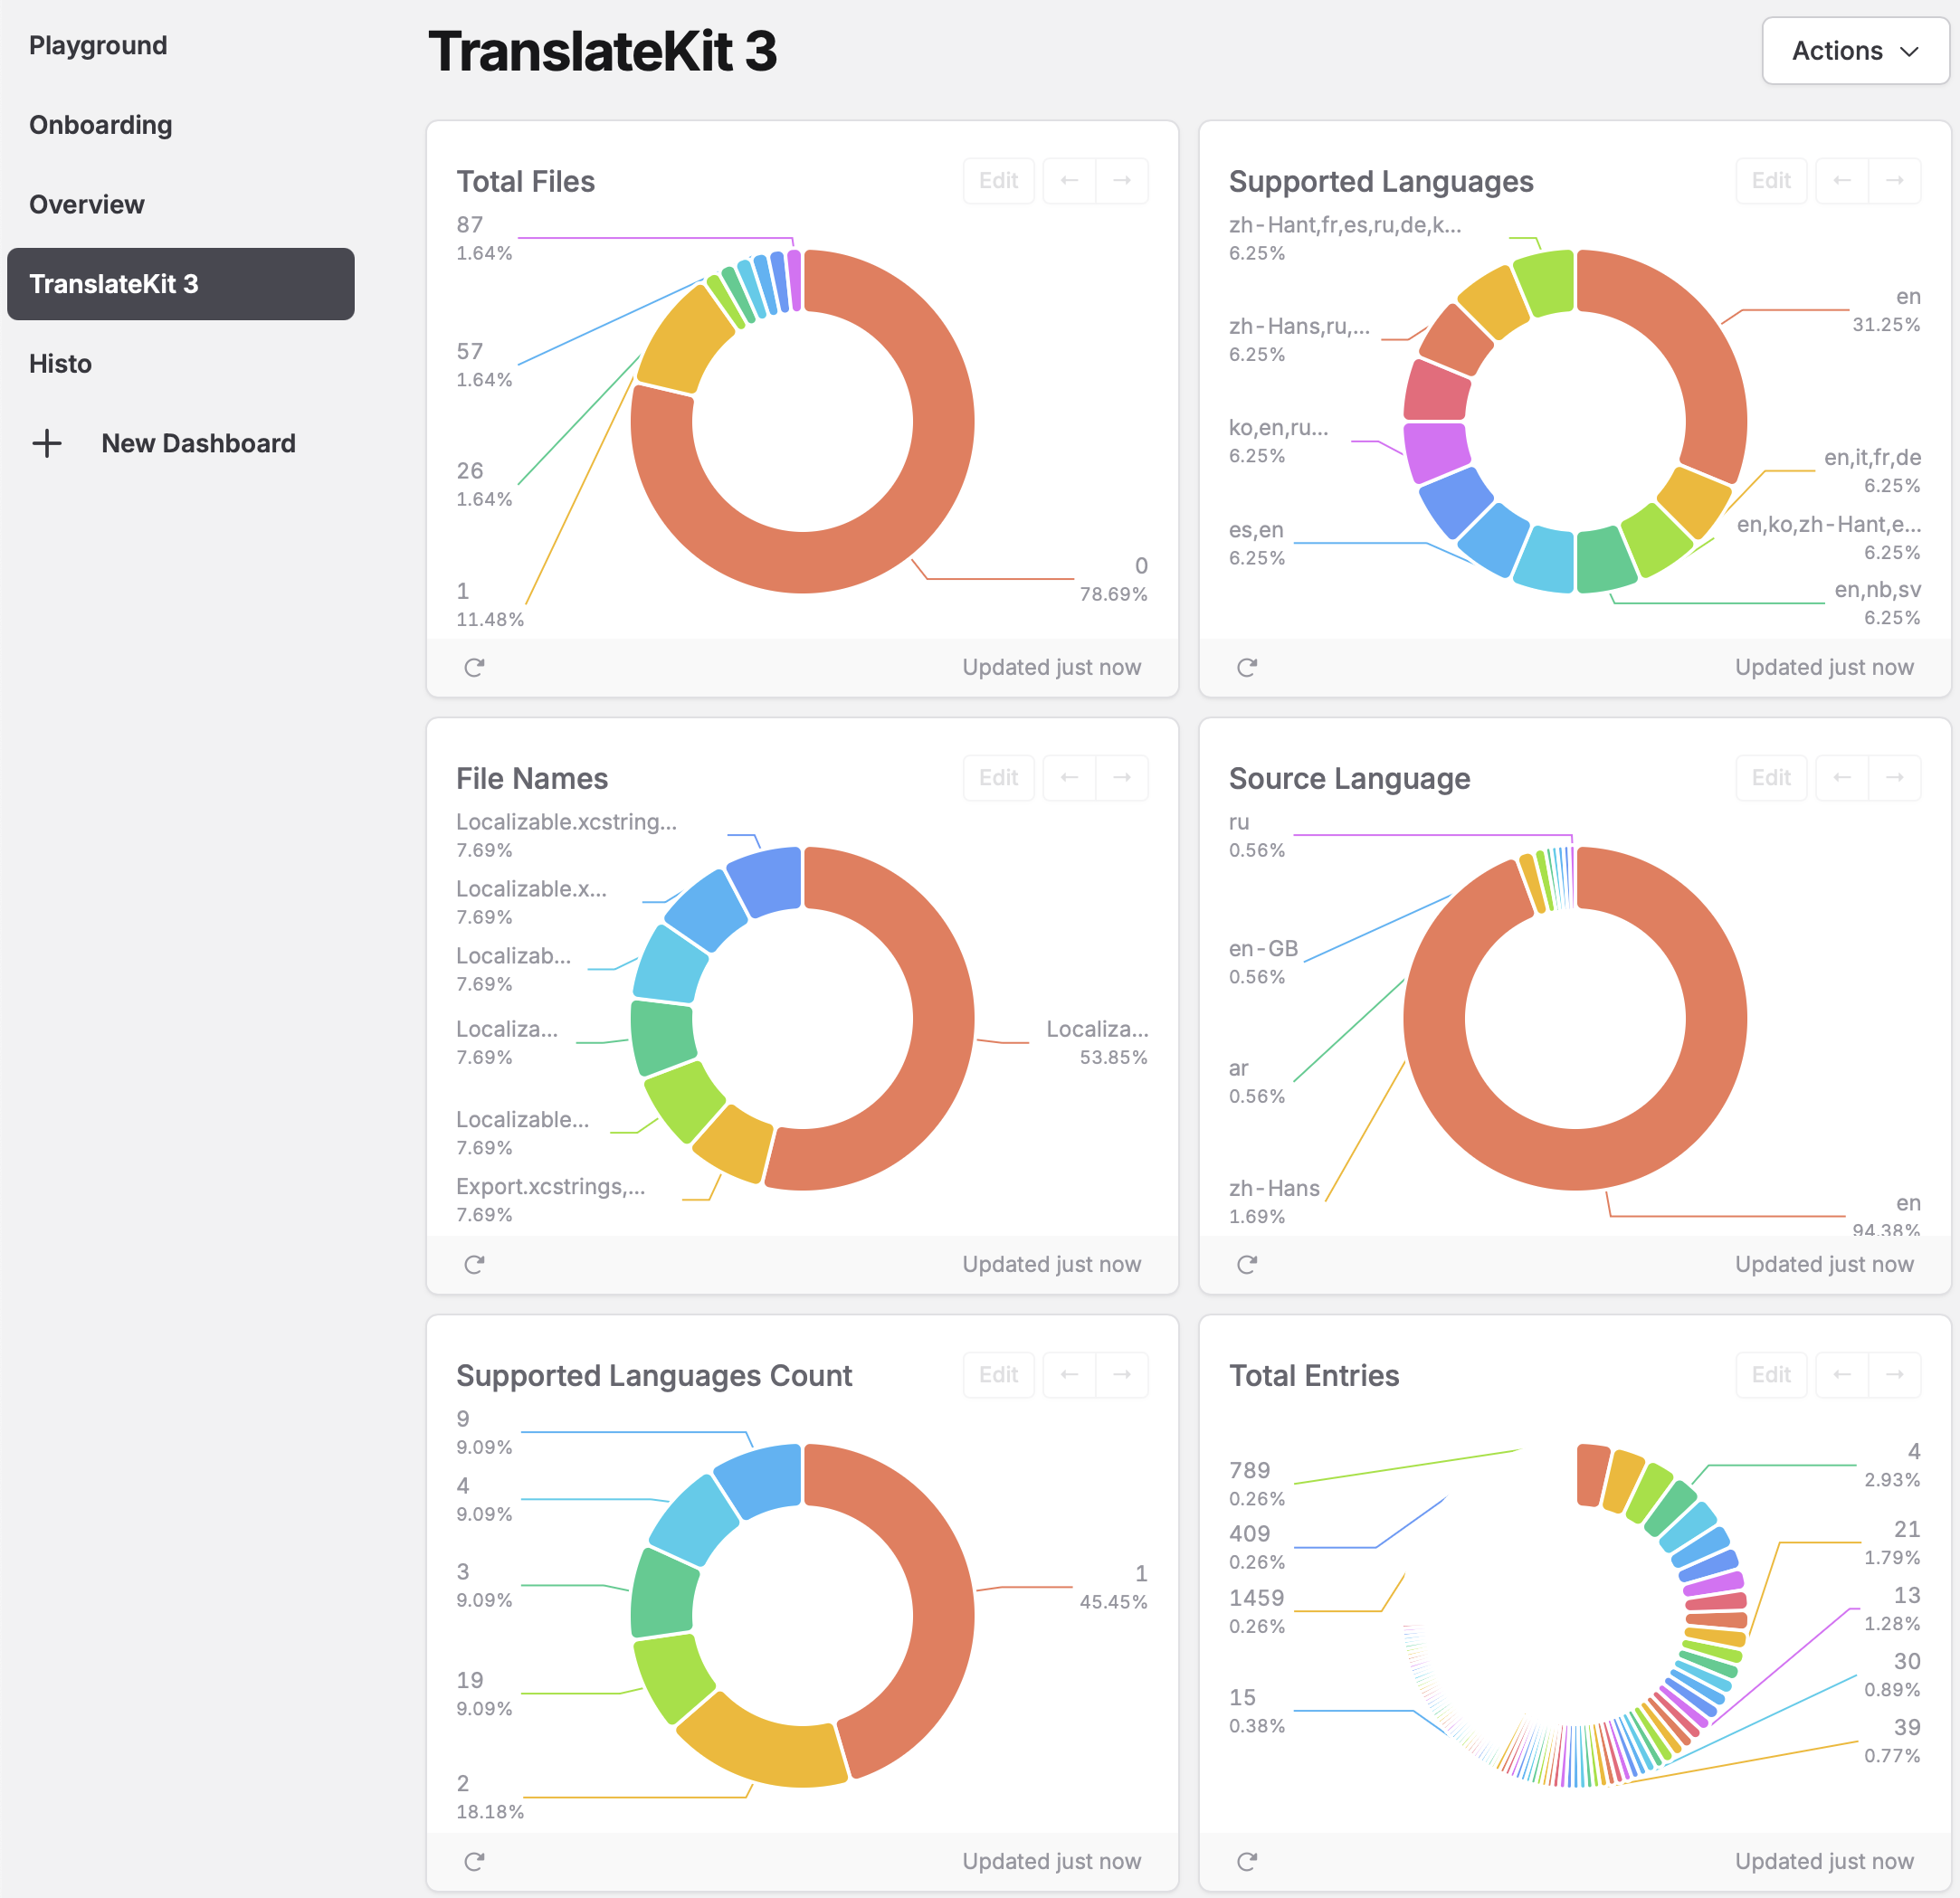 Playground
Onboarding
Overview
TranslateKit 3
Histo
New Dashboard
TranslateKit 3
Actions
Total Files
Edit
87
1.64%
57
1.64%
26
1.64%
1
11.48%
0
78.69%
Updated just now
Supported Languages
Edit
zh-Hant,fr,es,ru,de,k...
6.25%
zh-Hans,ru,...
6.25%
ko,en,ru...
6.25%
es,en
6.25%
en
31.25%
en,it,fr,de
6.25%
en,ko,zh-Hant,e...
6.25%
en,nb,sv
6.25%
Updated just now
File Names
Edit
Localizable.xcstring...
7.69%
Localizable.x...
7.69%
Localizab...
7.69%
Localiza...
7.69%
Localizable...
7.69%
Export.xcstrings,...
7.69%
Localiza...
53.85%
Updated just now
Source Language
Edit
ru
0.56%
en-GB
0.56%
ar
0.56%
zh-Hans
1.69%
en
94.38%
Updated just now
Supported Languages Count
Edit
9
9.09%
4
9.09%
3
9.09%
19
9.09%
2
18.18%
1
45.45%
Updated just now
Total Entries
Edit
789
0.26%
409
0.26%
1459
0.26%
15
0.38%
4
2.93%
21
1.79%
13
1.28%
30
0.89%
39
0.77%
Updated just now